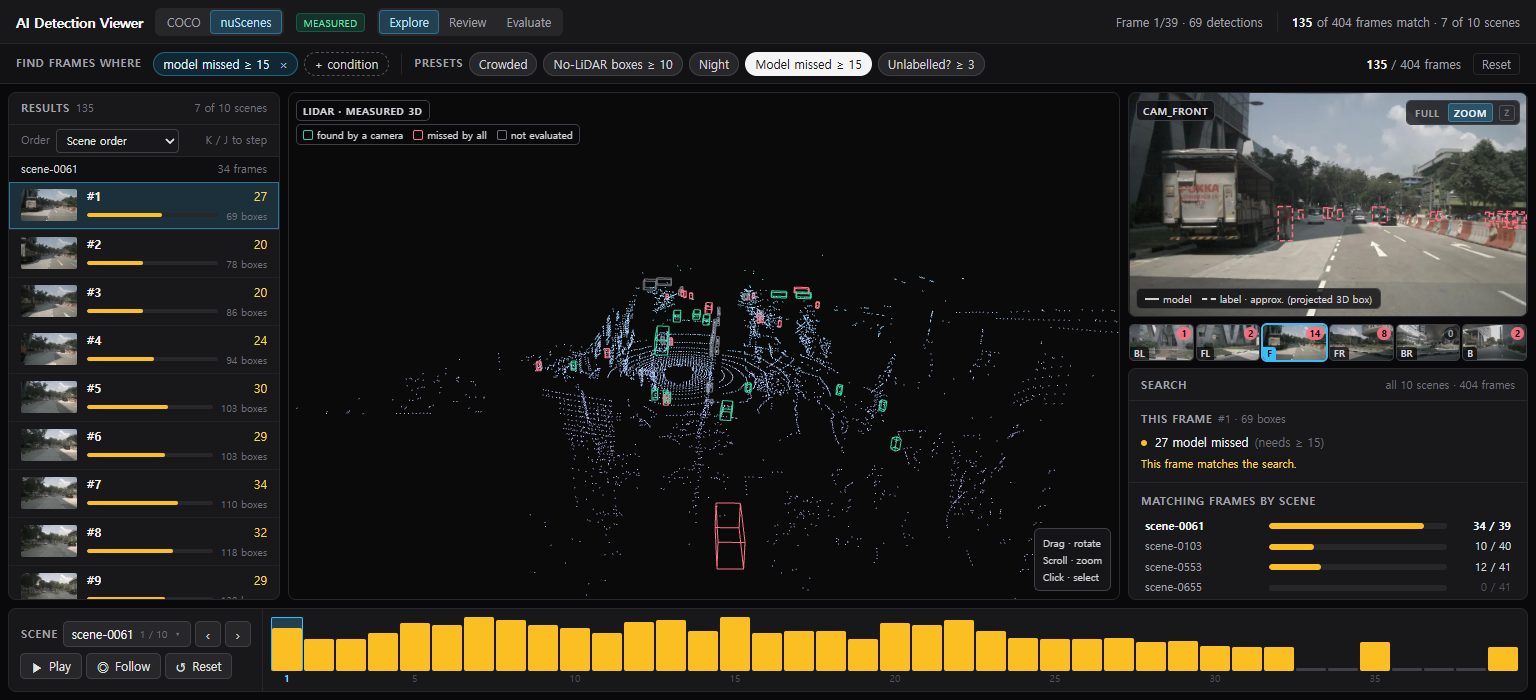 AI Detection Viewer COCO nuScenes MEASURED Explore Review Evaluate Frame 1/39 · 69 detections 135 of 404 frames match · 7 of 10 scenes
FIND FRAMES WHERE model missed ≥ 15 × + condition PRESETS Crowded No-LiDAR boxes ≥ 10 Night Model missed ≥ 15 Unlabelled? ≥ 3 135 / 404 frames Reset
RESULTS 135 7 of 10 scenes
Order Scene order K / J to step
scene-0061 34 frames
#1 27
69 boxes
#2 20
78 boxes
#3 20
86 boxes
#4 24
94 boxes
#5 30
103 boxes
#6 29
103 boxes
#7 34
110 boxes
#8 32
118 boxes
#9 29
LIDAR · MEASURED 3D
found by a camera missed by all not evaluated
Drag · rotate
Scroll · zoom
Click · select
CAM_FRONT FULL ZOOM Z
model label · approx. (projected 3D box)
1 2 14 8 0 2
BL FL F FR BR B
SEARCH all 10 scenes · 404 frames
THIS FRAME #1 · 69 boxes
27 model missed (needs ≥ 15)
This frame matches the search.
MATCHING FRAMES BY SCENE
scene-0061 34 / 39
scene-0103 10 / 40
scene-0553 12 / 41
scene-0655 0 / 41
SCENE scene-0061 1 / 10 ‹ ›
▶ Play ◎ Follow ↺ Reset
1 5 10 15 20 25 30 35